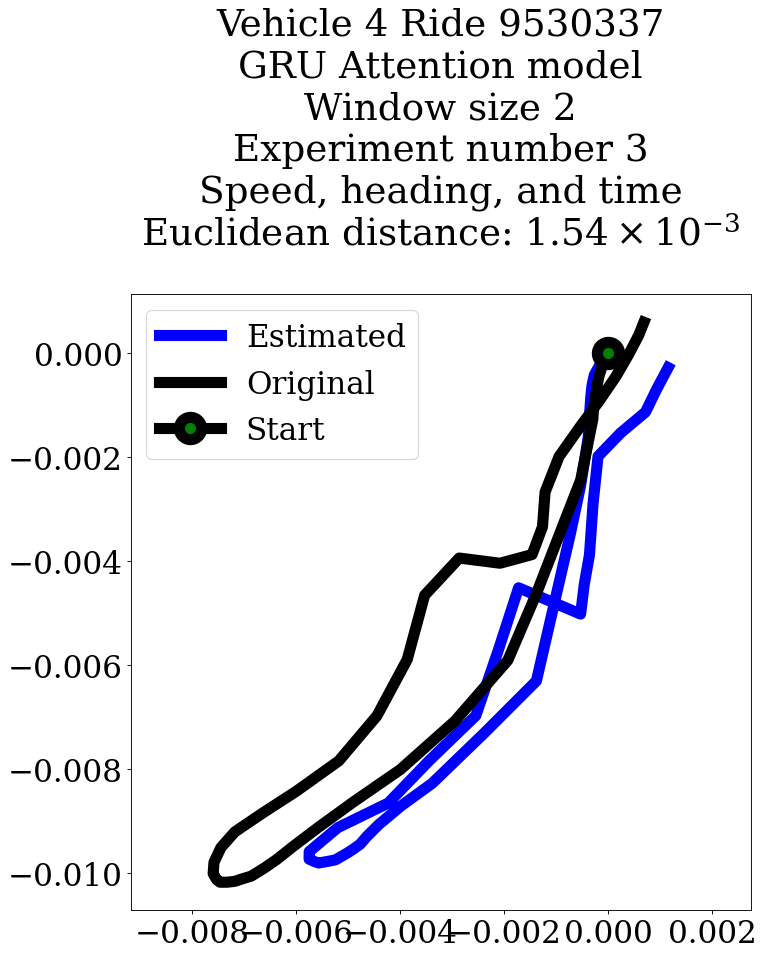 Vehicle 4 Ride 9530337
GRU Attention model
Window size 2
Experiment number 3
Speed, heading, and time
Euclidean distance: 1.54 × 10⁻³
Estimated
Original
Start
0.000
−0.002
−0.004
−0.006
−0.008
−0.010
−0.008 −0.006 −0.004 −0.002 0.000 0.002